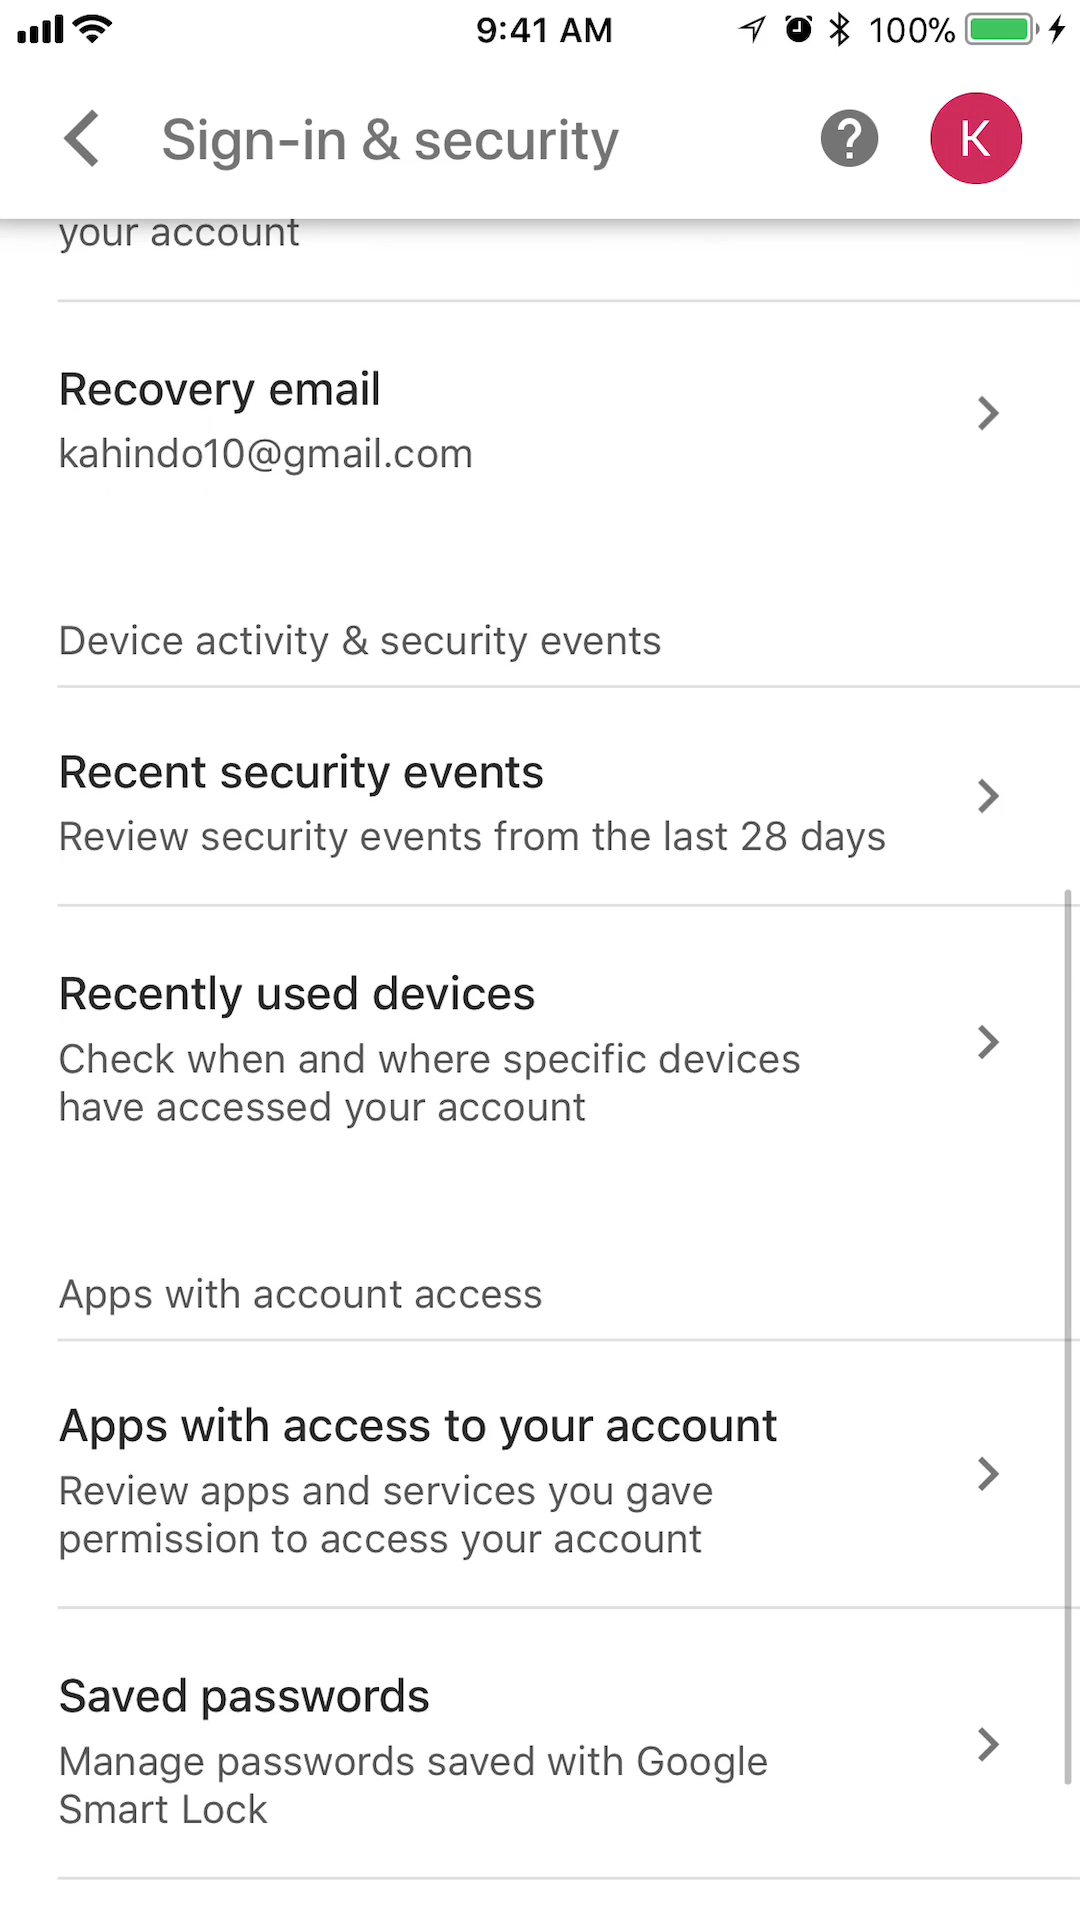 9:41 AM
100%
Sign-in & security
?
K
your account
Recovery email
kahindo10@gmail.com
Device activity & security events
Recent security events
Review security events from the last 28 days
Recently used devices
Check when and where specific devices
have accessed your account
Apps with account access
Apps with access to your account
Review apps and services you gave
permission to access your account
Saved passwords
Manage passwords saved with Google
Smart Lock